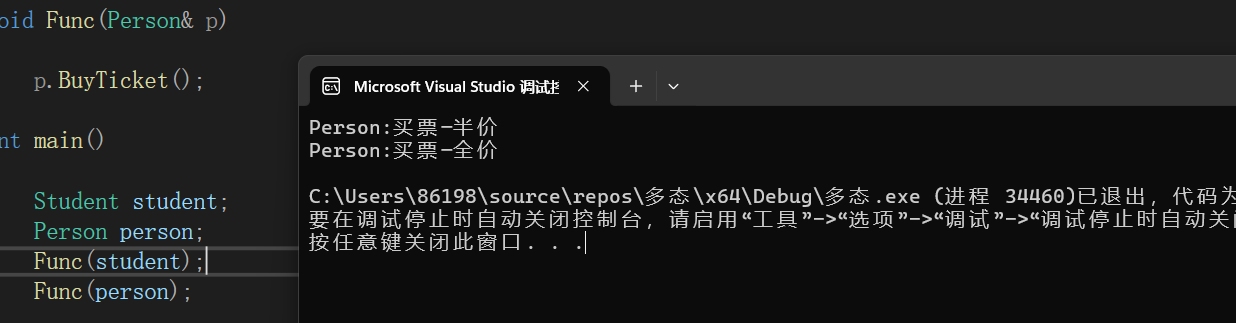 oid Func(Person& p)
p.BuyTicket();
nt main()
Student student;
Person person;
Func(student);
Func(person);
Microsoft Visual Studio 调试
Person:买票-半价
Person:买票-全价
C:\Users\86198\source\repos\多态\x64\Debug\多态.exe (进程 34460)已退出，代码为
要在调试停止时自动关闭控制台，请启用“工具”->“选项”->“调试”->“调试停止时自动关
按任意键关闭此窗口. . .